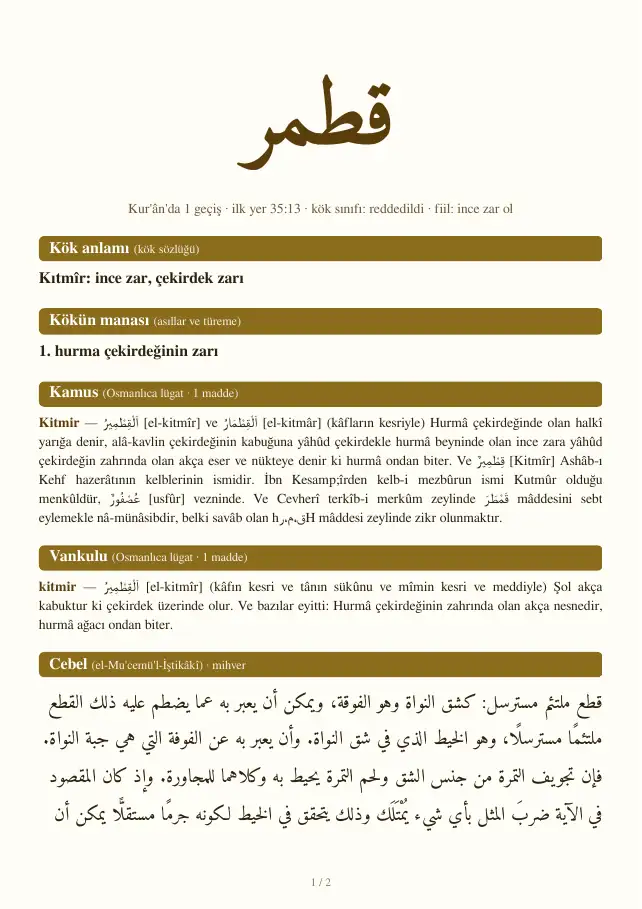 قطمر
Kur'ân'da 1 geçiş · ilk yer 35:13 · kök sınıfı: reddedildi · fiil: ince zar ol
Kök anlamı (kök sözlüğü)
Kıtmîr: ince zar, çekirdek zarı
Kökün manası (asıllar ve türeme)
1. hurma çekirdeğinin zarı
Kamus (Osmanlıca lügat · 1 madde)
Kitmir — اَلْقِطْمِيرُ [el-kitmîr] ve اَلْقِطْمَارُ [el-kitmâr] (kâfların kesriyle) Hurmâ çekirdeğinde olan halkî
yarığa denir, alâ-kavlin çekirdeğinin kabuğuna yâhûd çekirdekle hurmâ beyninde olan ince zara yâhûd
çekirdeğin zahrında olan akça eser ve nükteye denir ki hurmâ ondan biter. Ve قِطْمِيرٌ [Kitmîr] Ashâb-ı
Kehf hazerâtının kelblerinin ismidir. İbn Kesamp;îrden kelb-i mezbûrun ismi Kutmûr olduğu
menkûldür, عُصْفُورٌ [usfûr] vezninde. Ve Cevherî terkîb-i merkûm zeylinde قَمْطَرَ mâddesini sebt
eylemekle nâ-münâsibdir, belki savâb olan hق،م،رH mâddesi zeylinde zikr olunmaktır.
Vankulu (Osmanlıca lügat · 1 madde)
kitmir — اَلْقِطْمِيرُ [el-kitmîr] (kâfın kesri ve tânın sükûnu ve mîmin kesri ve meddiyle) Şol akça
kabuktur ki çekirdek üzerinde olur. Ve bazılar eyitti: Hurmâ çekirdeğinin zahrında olan akça nesnedir,
hurmâ ağacı ondan biter.
Cebel (el-Mu'cemü'l-İştikâkî) · mihver
قطع ملتئم مسترسل: كشق النواة وهو الفوقة، ويمكن أن يعبر به عما يضطم عليه ذلك القطع
ملتئمًا مسترسلًا، وهو الخيط الذي في شق النواة. وأن يعبر به عن الفوفة التي هي جبة النواة.
فإن تجويف التمرة من جنس الشق ولحم التمرة يحيط به وكلاهما للمجاورة. وإذ كان المقصود
في الآية ضربَ المثل بأي شيء يُمْتَلَك وذلك يتحقق في الخيط لكونه جرمًا مستقلًّا يمكن أن
1 / 2